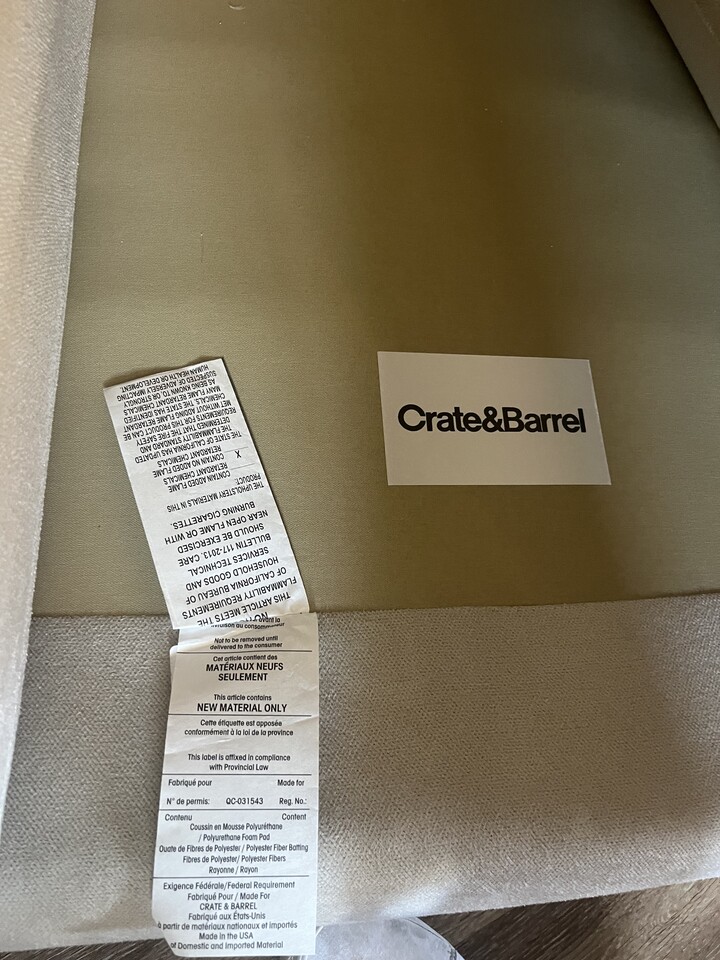 Crate&Barrel
THIS ARTICLE MEETS THE
FLAMMABILITY REQUIREMENTS
OF CALIFORNIA BUREAU OF
HOUSEHOLD GOODS AND
SERVICES TECHNICAL
BULLETIN 117-2013. CARE
SHOULD BE EXERCISED
NEAR OPEN FLAME OR WITH
BURNING CIGARETTES.
THE UPHOLSTERY MATERIALS IN THIS
PRODUCT:
CONTAIN ADDED FLAME
RETARDANT CHEMICALS
X CONTAIN NO ADDED FLAME
RETARDANT CHEMICALS
THE STATE OF CALIFORNIA HAS UPDATED
THE FLAMMABILITY STANDARD AND
DETERMINED THAT THE FIRE SAFETY
REQUIREMENTS FOR THIS PRODUCT CAN BE
MET WITHOUT ADDING FLAME RETARDANT
CHEMICALS. THE STATE HAS IDENTIFIED
MANY FLAME RETARDANT CHEMICALS
AS BEING KNOWN TO, OR STRONGLY
SUSPECTED OF, ADVERSELY IMPACTING
HUMAN HEALTH OR DEVELOPMENT.
avant la
livraison au consommateur
Not to be removed until
delivered to the consumer
Cet article contient des
MATÉRIAUX NEUFS
SEULEMENT
This article contains
NEW MATERIAL ONLY
Cette étiquette est apposée
conformément à la loi de la province
This label is affixed in compliance
with Provincial Law
Fabriqué pour Made for
N° de permis: QC-031543 Reg. No.:
Contenu Content
Coussin en Mousse Polyuréthane
/ Polyurethane Foam Pad
Ouate de Fibres de Polyester / Polyester Fiber Batting
Fibres de Polyester/ Polyester Fibers
Rayonne / Rayon
Exigence Fédérale/Federal Requirement
Fabriqué Pour / Made For
CRATE & BARREL
Fabriqué aux États-Unis
à partir de matériaux nationaux et importés
Made in the USA
of Domestic and Imported Material